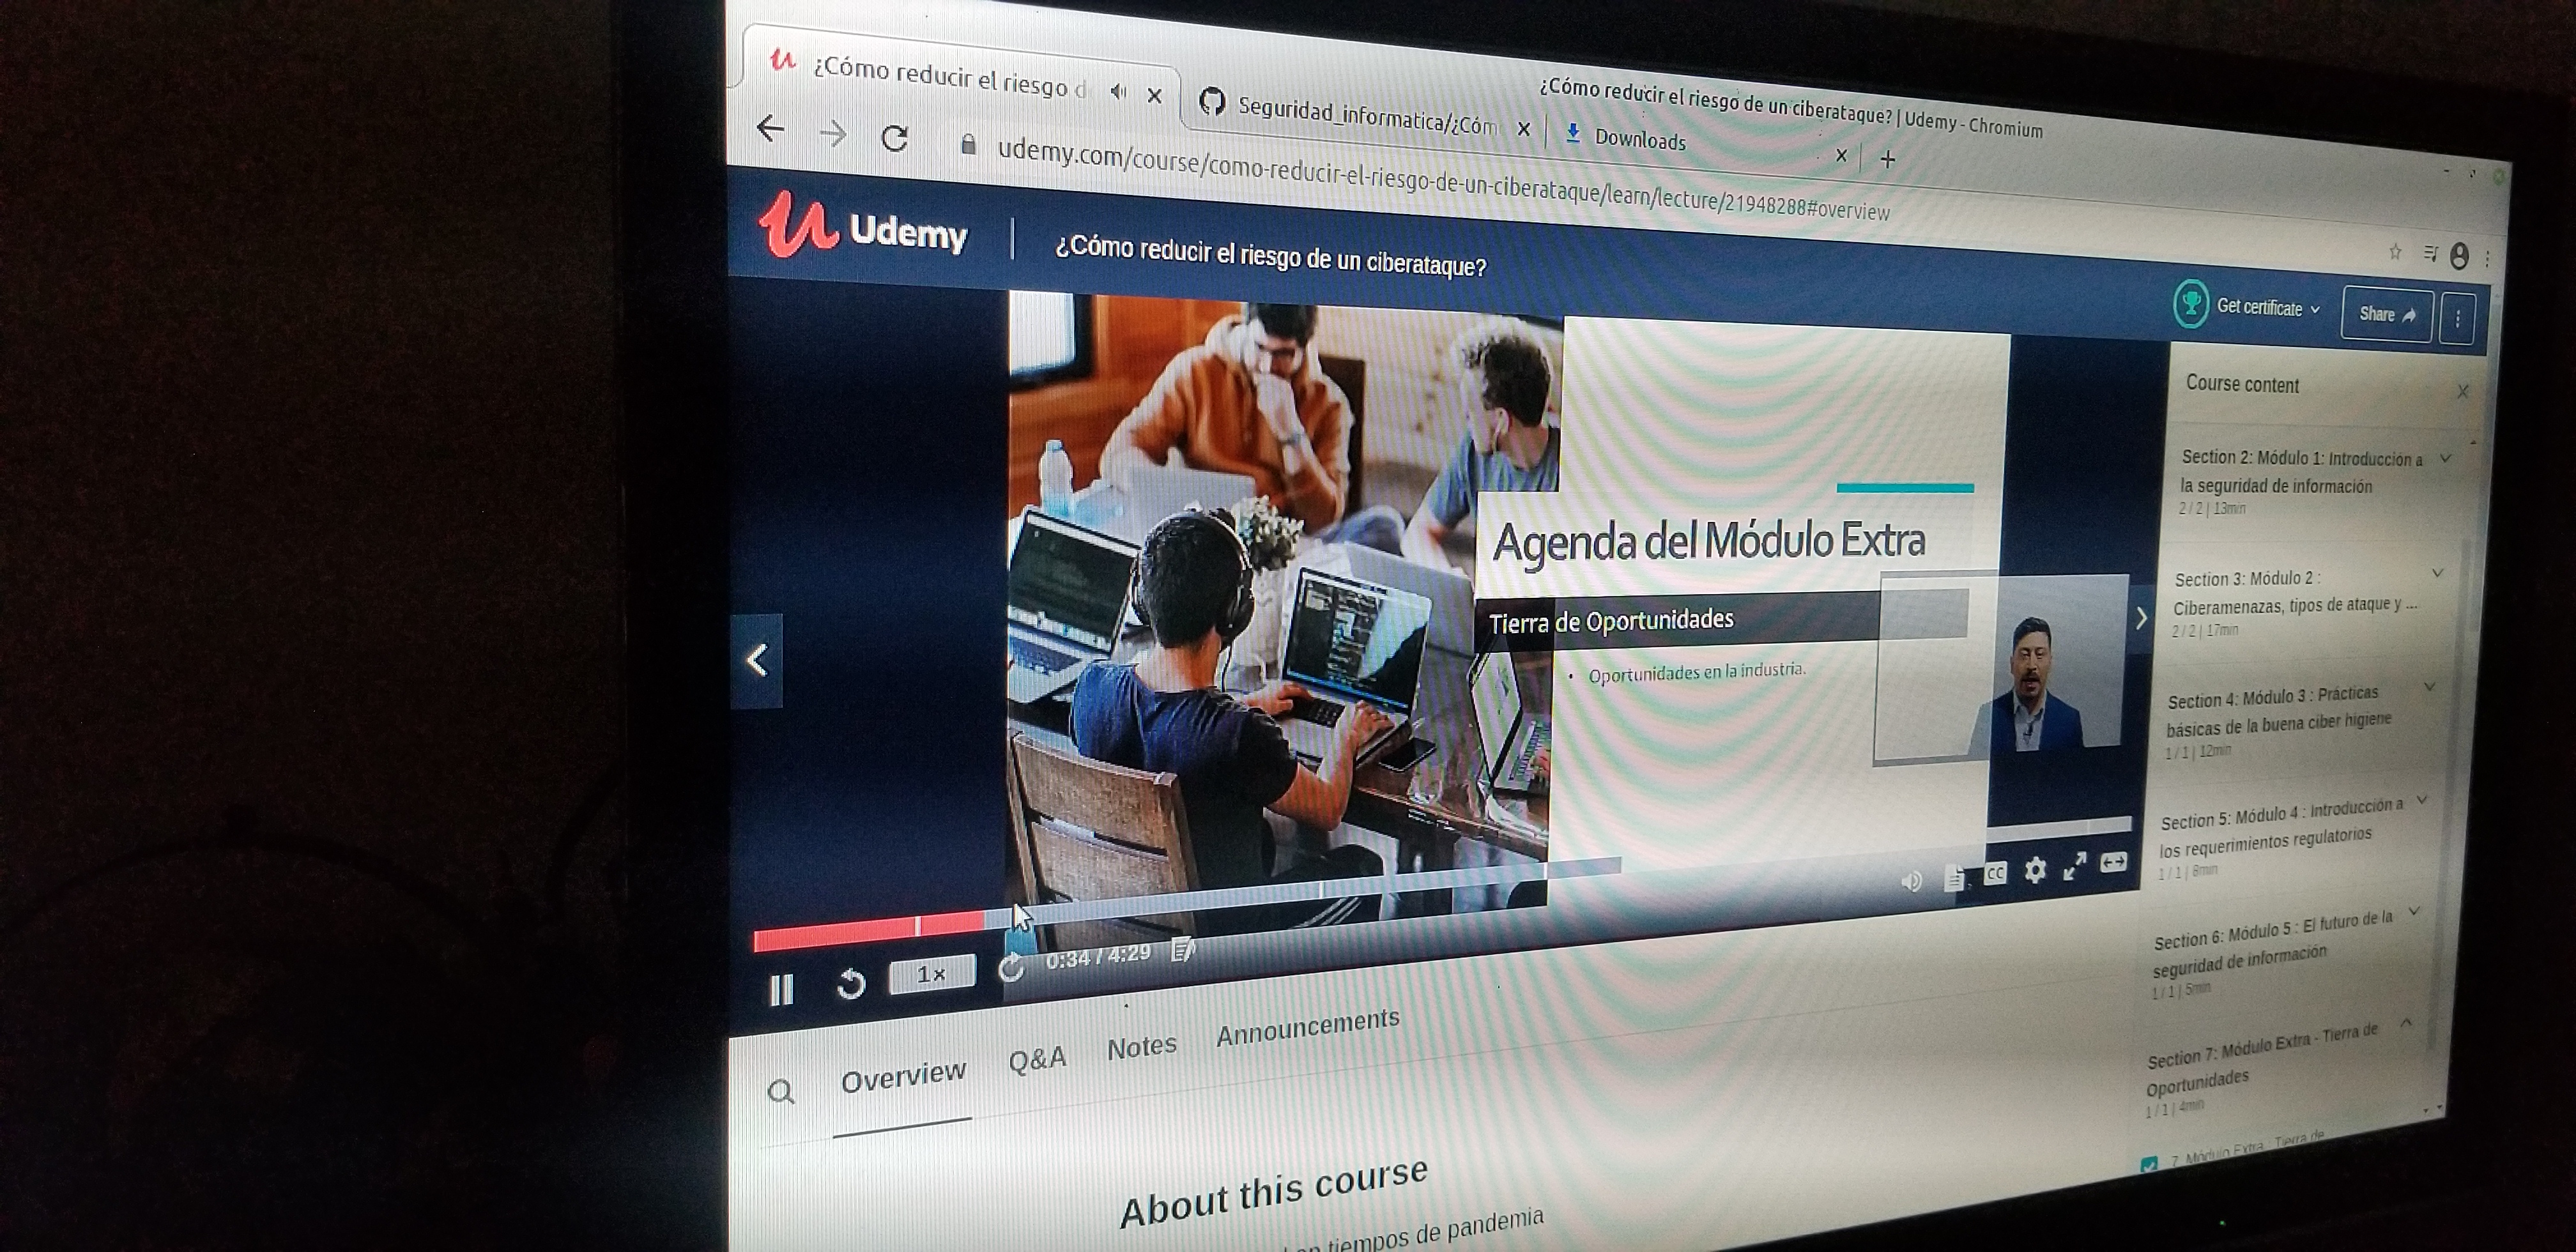 ¿Cómo reducir el riesgo de un ciberataque? | Udemy - Chromium
¿Cómo reducir el riesgo d
Seguridad_informatica/¿Cóm
Downloads
udemy.com/course/como-reducir-el-riesgo-de-un-ciberataque/learn/lecture/21948288#overview
Udemy
¿Cómo reducir el riesgo de un ciberataque?
Get certificate
Share
Agenda del Módulo Extra
Tierra de Oportunidades
• Oportunidades en la industria.
1x
0:34 / 4:29
CC
Course content
Section 2: Módulo 1: Introducción a
la seguridad de información
2 / 2 | 13min
Section 3: Módulo 2 :
Ciberamenazas, tipos de ataque y ...
2 / 2 | 17min
Section 4: Módulo 3 : Prácticas
básicas de la buena ciber higiene
1 / 1 | 12min
Section 5: Módulo 4 : Introducción a
los requerimientos regulatorios
1 / 1 | 6min
Section 6: Módulo 5 : El futuro de la
seguridad de información
1 / 1 | 5min
Section 7: Módulo Extra - Tierra de
Oportunidades
1 / 1 | 4min
7. Módulo Extra - Tierra de
Overview
Q&A
Notes
Announcements
About this course
en tiempos de pandemia